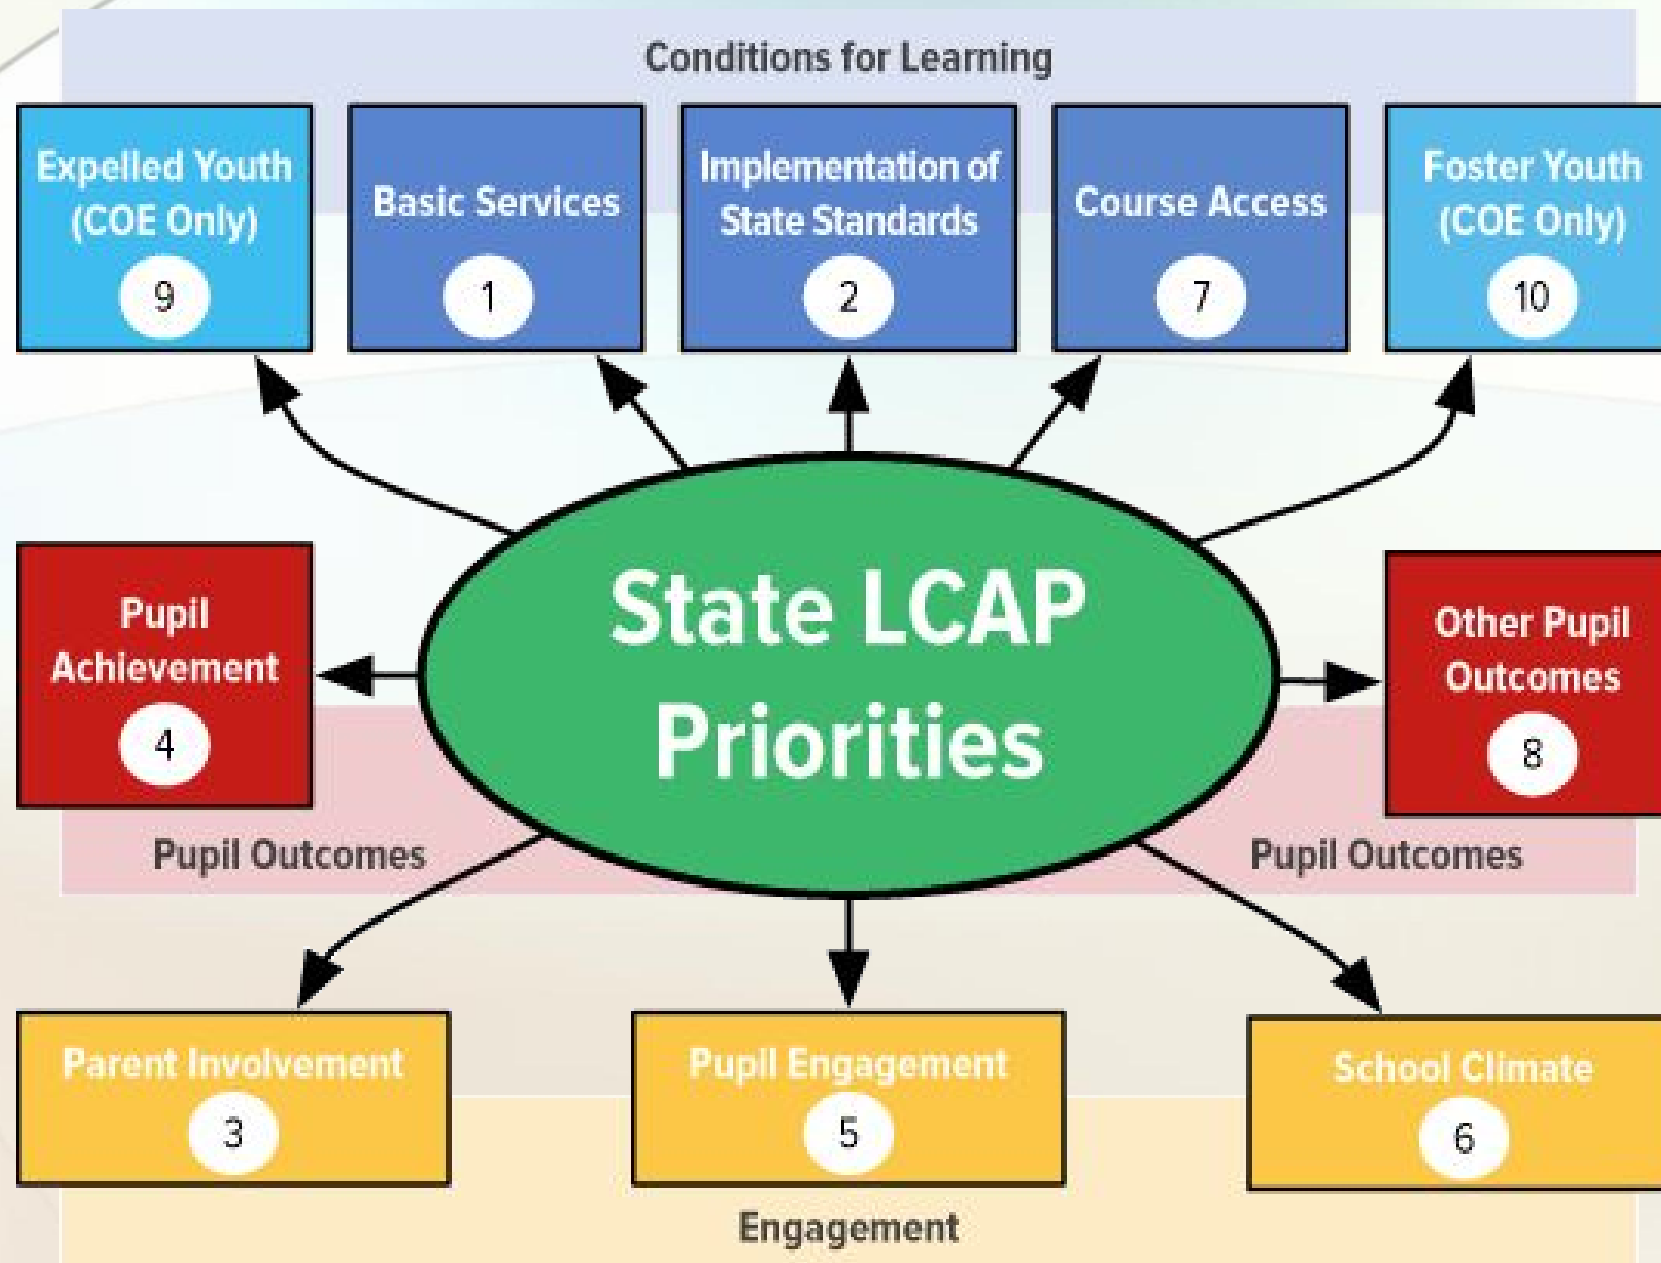 Conditions for Learning
Expelled Youth
(COE Only)
9
Basic Services
1
Implementation of
State Standards
2
Course Access
7
Foster Youth
(COE Only)
10
State LCAP
Priorities
Pupil
Achievement
4
Other Pupil
Outcomes
8
Pupil Outcomes
Pupil Outcomes
Parent Involvement
3
Pupil Engagement
5
School Climate
6
Engagement